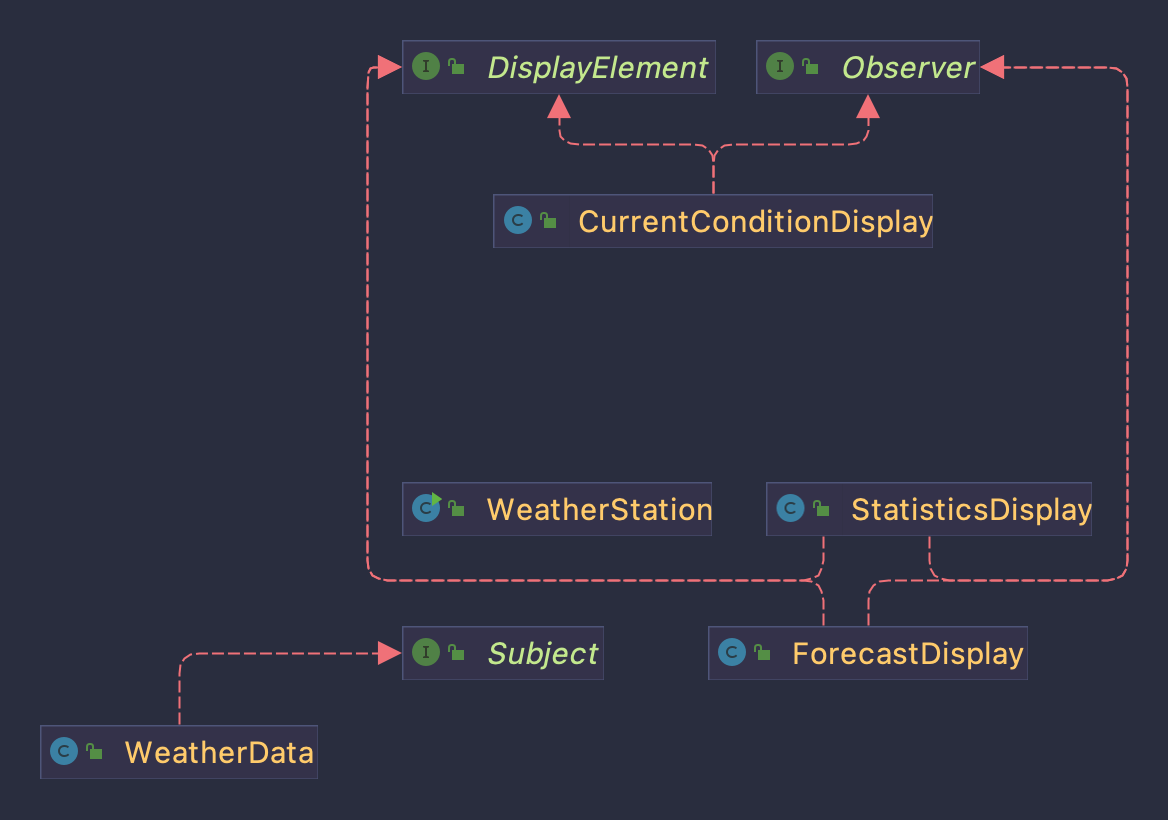 I DisplayElement
I Observer
C CurrentConditionDisplay
C WeatherStation
C StatisticsDisplay
I Subject
C ForecastDisplay
C WeatherData